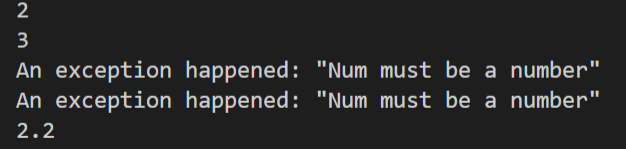 2
3
An exception happened: "Num must be a number"
An exception happened: "Num must be a number"
2.2